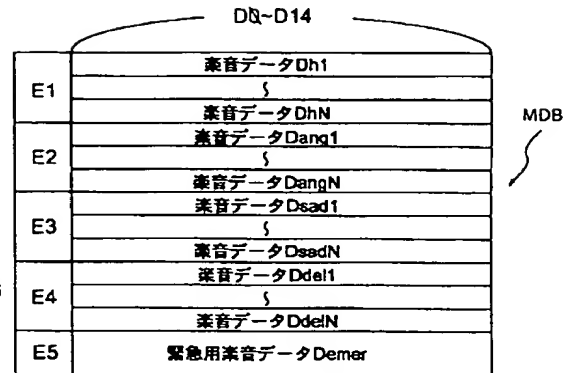 D0~D14
MDB
E1
楽音データDh1
∫
楽音データDhN
E2
楽音データDang1
∫
楽音データDangN
E3
楽音データDsad1
∫
楽音データDsadN
E4
楽音データDdel1
∫
楽音データDdelN
E5
緊急用楽音データDemer